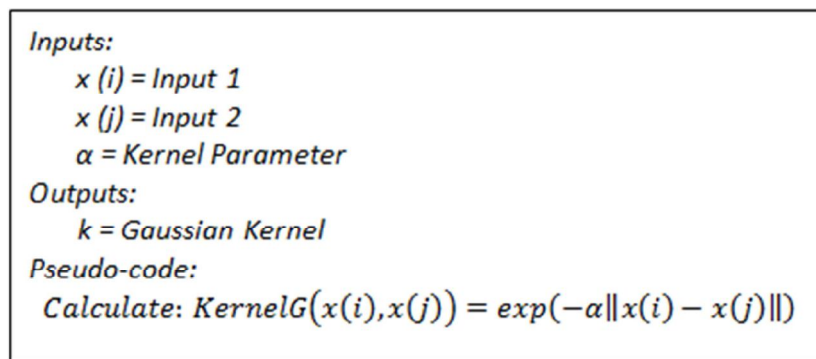 Inputs:
x (i) = Input 1
x (j) = Input 2
α = Kernel Parameter
Outputs:
k = Gaussian Kernel
Pseudo-code:
Calculate: KernelG(x(i),x(j)) = exp(−α‖x(i) − x(j)‖)